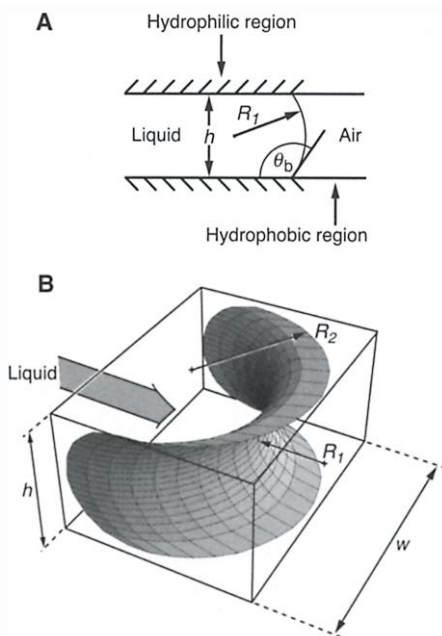 A
Hydrophilic region
Liquid
h
R1
θb
Air
Hydrophobic region
B
R2
Liquid
R1
h
w